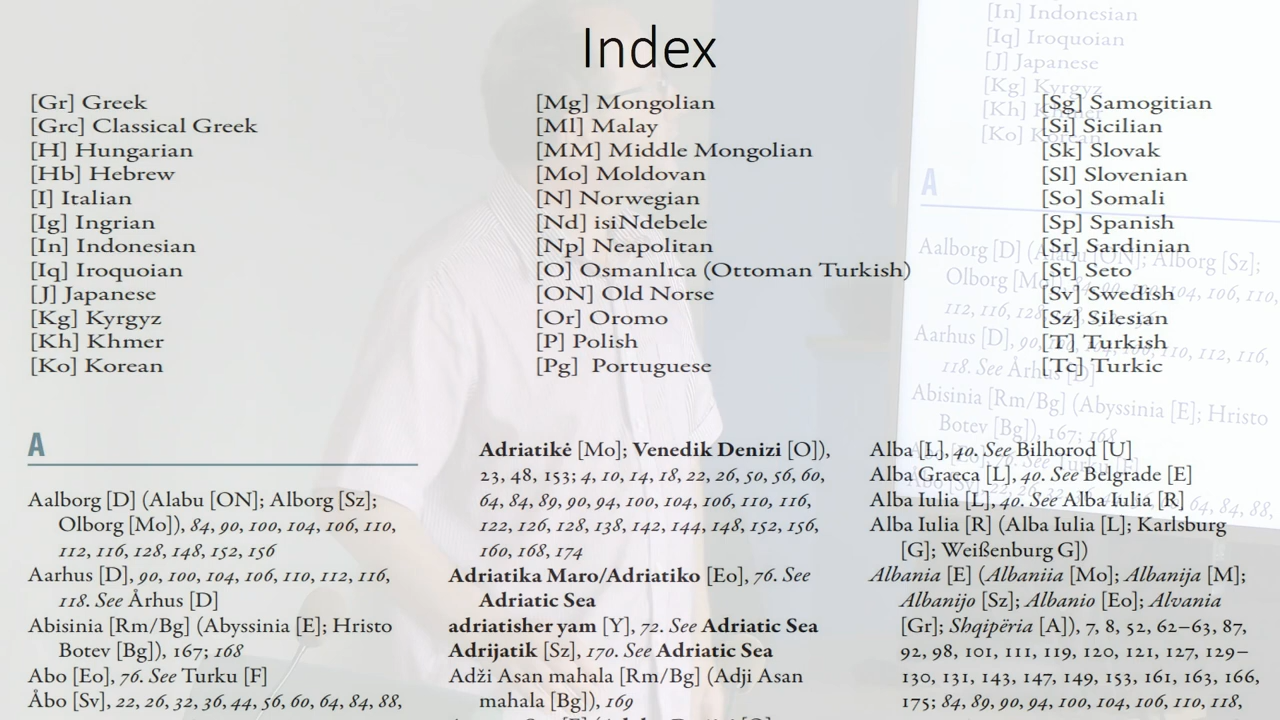 Index
[Gr] Greek
[Grc] Classical Greek
[H] Hungarian
[Hb] Hebrew
[I] Italian
[Ig] Ingrian
[In] Indonesian
[Iq] Iroquoian
[J] Japanese
[Kg] Kyrgyz
[Kh] Khmer
[Ko] Korean
[Mg] Mongolian
[Ml] Malay
[MM] Middle Mongolian
[Mo] Moldovan
[N] Norwegian
[Nd] isiNdebele
[Np] Neapolitan
[O] Osmanlıca (Ottoman Turkish)
[ON] Old Norse
[Or] Oromo
[P] Polish
[Pg] Portuguese
[Sg] Samogitian
[Si] Sicilian
[Sk] Slovak
[Sl] Slovenian
[So] Somali
[Sp] Spanish
[Sr] Sardinian
[St] Seto
[Sv] Swedish
[Sz] Silesian
[T] Turkish
[Tc] Turkic
A
Aalborg [D] (Alabu [ON]; Alborg [Sz];
Olborg [Mo]), 84, 90, 100, 104, 106, 110,
112, 116, 128, 148, 152, 156
Aarhus [D], 90, 100, 104, 106, 110, 112, 116,
118. See Århus [D]
Abisinia [Rm/Bg] (Abyssinia [E]; Hristo
Botev [Bg]), 167; 168
Abo [Eo], 76. See Turku [F]
Åbo [Sv], 22, 26, 32, 36, 44, 56, 60, 64, 84, 88,
Adriatikė [Mo]; Venedik Denizi [O]),
23, 48, 153; 4, 10, 14, 18, 22, 26, 50, 56, 60,
64, 84, 89, 90, 94, 100, 104, 106, 110, 116,
122, 126, 128, 138, 142, 144, 148, 152, 156,
160, 168, 174
Adriatika Maro/Adriatiko [Eo], 76. See
Adriatic Sea
adriatisher yam [Y], 72. See Adriatic Sea
Adrijatik [Sz], 170. See Adriatic Sea
Adži Asan mahala [Rm/Bg] (Adji Asan
mahala [Bg]), 169
Alba [L], 40. See Bilhorod [U]
Alba Graeca [L], 40. See Belgrade [E]
Alba Iulia [L], 40. See Alba Iulia [R]
Alba Iulia [R] (Alba Iulia [L]; Karlsburg
[G]; Weißenburg G])
Albania [E] (Albaniia [Mo]; Albanija [M];
Albanijo [Sz]; Albanio [Eo]; Alvania
[Gr]; Shqipëria [A]), 7, 8, 52, 62–63, 87,
92, 98, 101, 111, 119, 120, 121, 127, 129–
130, 131, 143, 147, 149, 153, 161, 163, 166,
175; 84, 89, 90, 94, 100, 104, 106, 110, 118,
[In] Indonesian
[Iq] Iroquoian
[J] Japanese
[Kg] Kyrgyz
[Kh] Khmer
[Ko] Korean
A